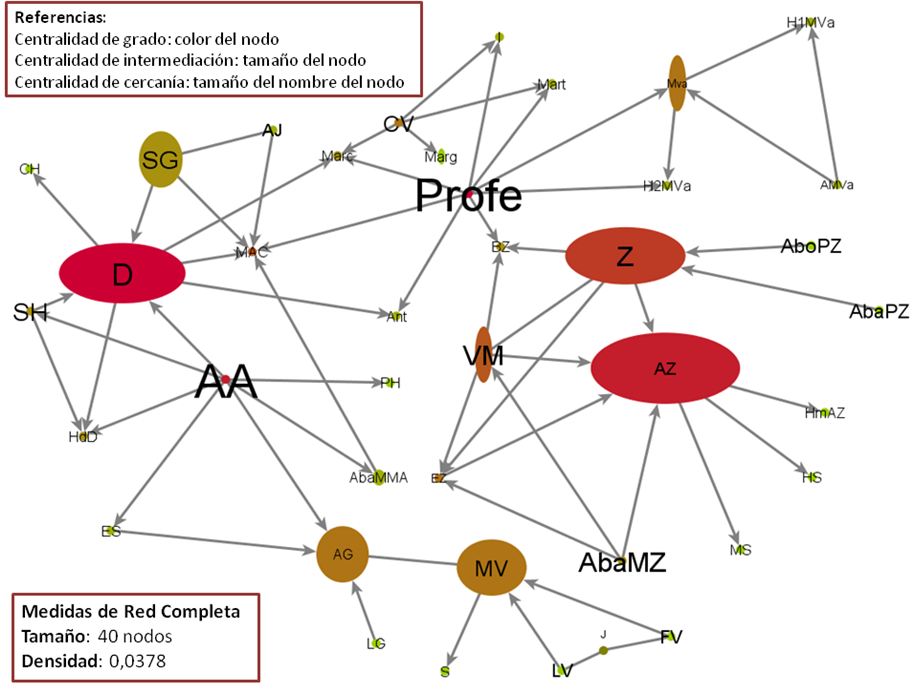 Referencias:
Centralidad de grado: color del nodo
Centralidad de intermediación: tamaño del nodo
Centralidad de cercanía: tamaño del nombre del nodo
H1MVa
I
Mart
Mva
CV
AJ
Marc
Marg
SG
CH
Profe
H2MVa
AMVa
MAC
BZ
Z
AboPZ
D
SH
Ant
AbaPZ
VM
AZ
AA
PH
HmAZ
HdD
AbaMMA
EZ
HS
ES
AG
MS
MV
AbaMZ
Medidas de Red Completa
Tamaño: 40 nodos
Densidad: 0,0378
LG
S
J
FV
LV